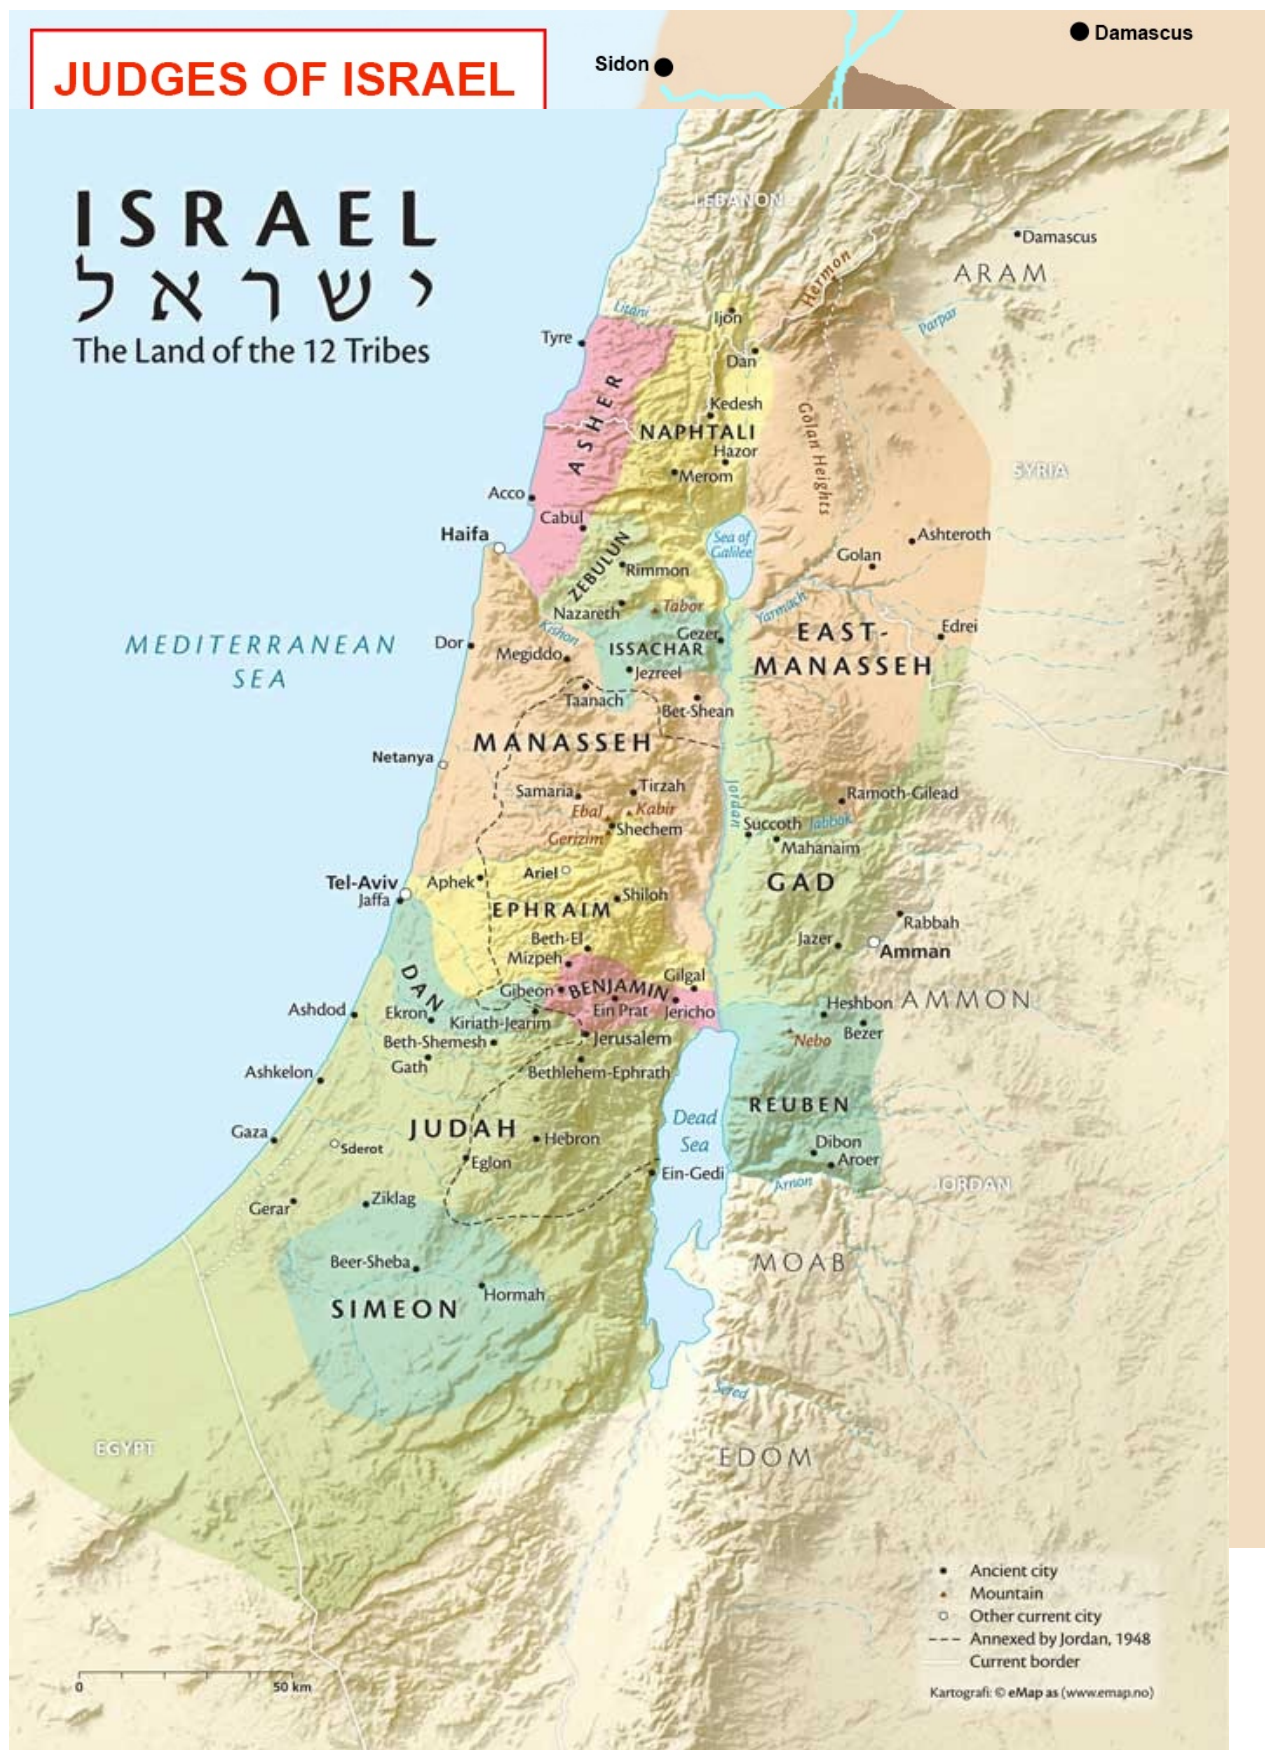 Damascus
Sidon
JUDGES OF ISRAEL
ISRAEL
ישראל
The Land of the 12 Tribes
LEBANON
Damascus
ARAM
Hermon
Litani
Ijon
Parpar
Tyre
Dan
ASHER
Kedesh
NAPHTALI
Golan Heights
Hazor
Merom
SYRIA
Acco
Cabul
Haifa
Sea of
Galilee
Ashteroth
Golan
ZEBULUN
Rimmon
Nazareth
Tabor
Yarmuch
Kishon
Gezer
EAST-
MANASSEH
Edrei
MEDITERRANEAN
SEA
Dor
Megiddo
ISSACHAR
Jezreel
Taanach
Bet-Shean
MANASSEH
Netanya
Samaria
Tirzah
Jordan
Ramoth-Gilead
Ebal
Kabir
Shechem
Gerizim
Succoth
Jabbok
Mahanaim
Tel-Aviv
Jaffa
Aphek
Ariel
Shiloh
GAD
EPHRAIM
Rabbah
Beth-El
Jazer
Amman
Mizpeh
DAN
Gilgal
Gibeon
BENJAMIN
Ein Prat
Jericho
Heshbon
AMMON
Ashdod
Ekron
Kiriath-Jearim
Bezer
Nebo
Beth-Shemesh
Jerusalem
Gath
Bethlehem-Ephrath
Ashkelon
REUBEN
Dead
Sea
JUDAH
Gaza
Sderot
Hebron
Dibon
Eglon
Aroer
Ein-Gedi
Arnon
JORDAN
Gerar
Ziklag
Beer-Sheba
MOAB
Hormah
SIMEON
Sered
EGYPT
EDOM
Ancient city
Mountain
Other current city
Annexed by Jordan, 1948
Current border
0 50 km
Kartografi: © eMap as (www.emap.no)